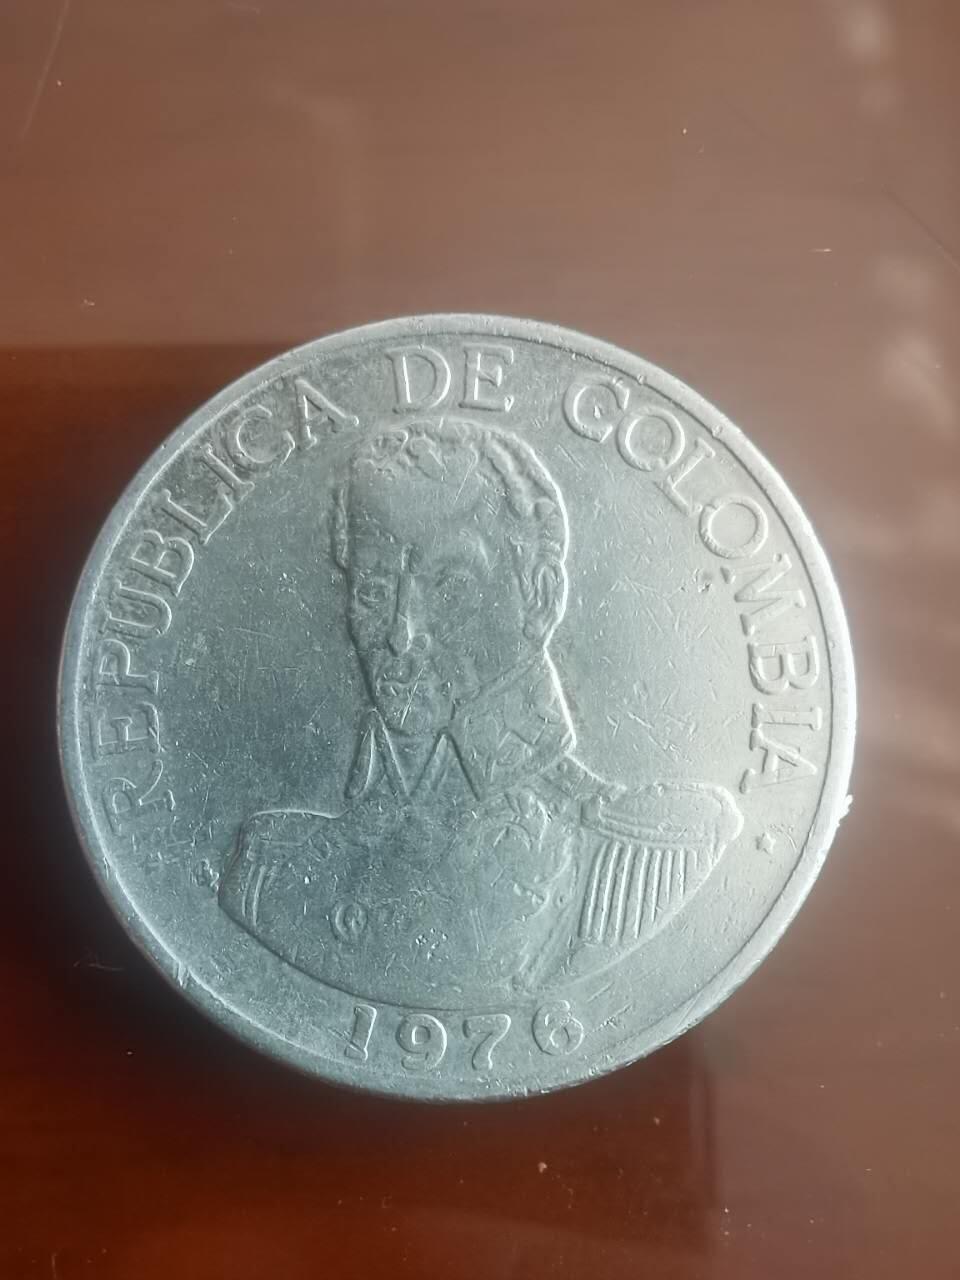 REPUBLICA DE COLOMBIA
1976